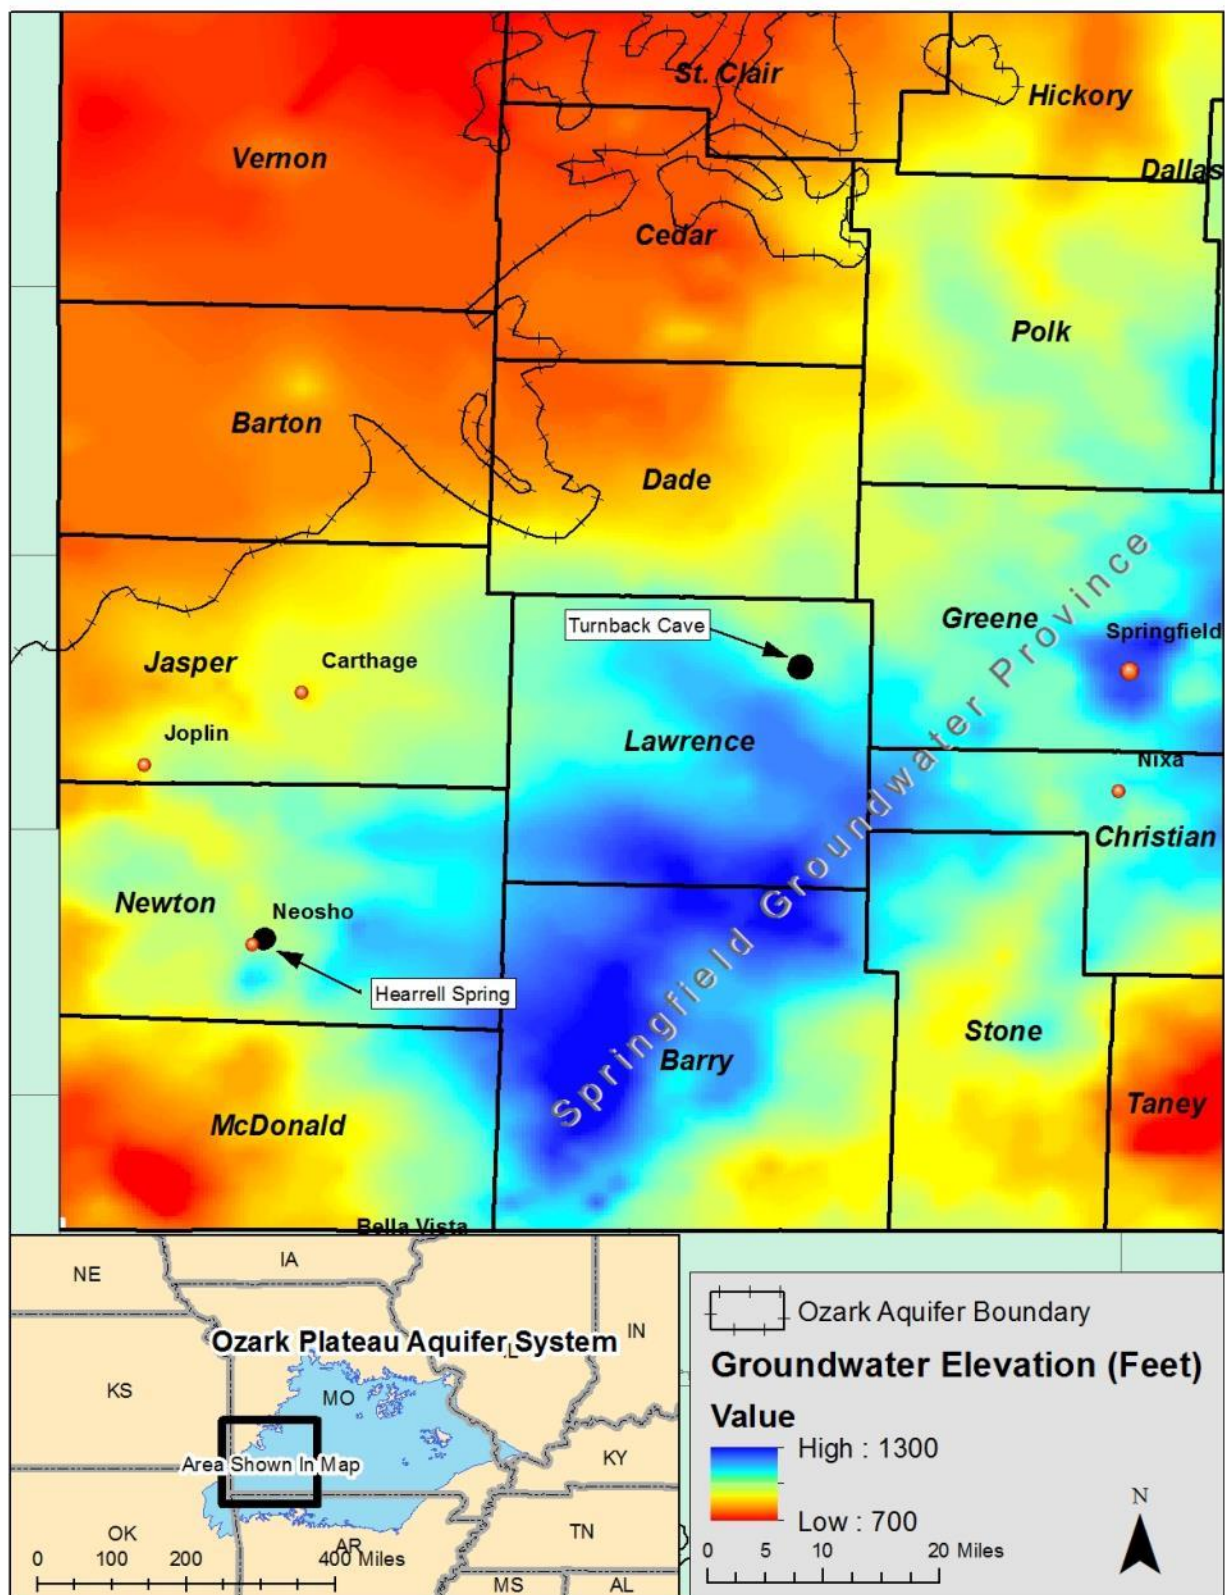 St. Clair
Hickory
Vernon
Dallas
Cedar
Polk
Barton
Dade
Turnback Cave
Greene
Springfield
Jasper
Carthage
Joplin
Lawrence
Nixa
Christian
Newton
Neosho
Hearrell Spring
Springfield Groundwater Province
Stone
Barry
Taney
McDonald
Bella Vista
NE
IA
Ozark Plateau Aquifer System
IN
KS
MO
Area Shown In Map
KY
OK
AR
TN
MS
AL
0 100 200 400 Miles
Ozark Aquifer Boundary
Groundwater Elevation (Feet)
Value
High : 1300
Low : 700
N
0 5 10 20 Miles